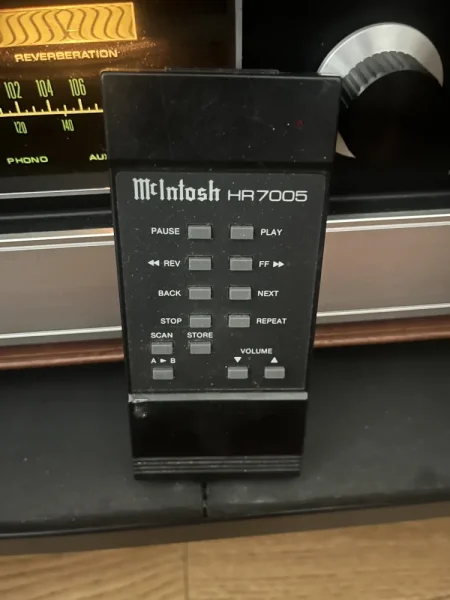 REVERBERATION
102 104 106
120 140
PHONO AU
McIntosh HR7005
PAUSE PLAY
◀◀ REV FF ▶▶
BACK NEXT
STOP REPEAT
SCAN STORE
A ► B VOLUME
▼ ▲